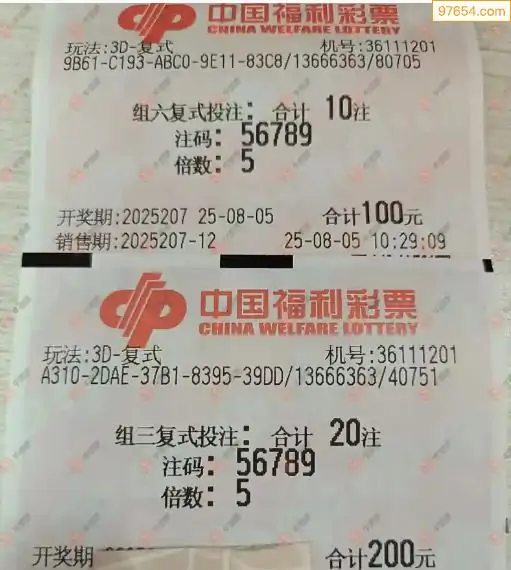 97654.com
中国福利彩票
CHINA WELFARE LOTTERY
玩法:3D-复式 机号:36111201
9B61-C193-ABC0-9E11-83C8/13666363/80705
组六复式投注: 合计 10注
注码: 56789
倍数: 5
开奖期:2025207 25-08-05 合计100元
销售期:2025207-12 25-08-05 10:29:09
中国福利彩票
CHINA WELFARE LOTTERY
玩法:3D-复式 机号:36111201
A310-2DAE-37B1-8395-39DD/13666363/40751
组三复式投注: 合计 20注
注码: 56789
倍数: 5
开奖期 合计200元